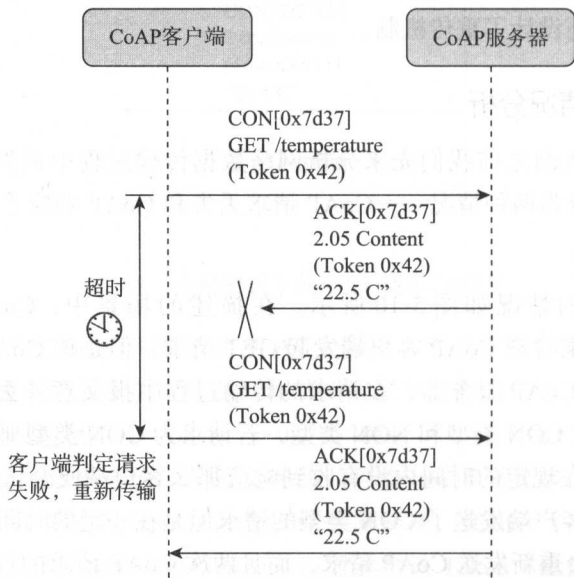 CoAP客户端
CoAP服务器
CON[0x7d37]
GET /temperature
(Token 0x42)
ACK[0x7d37]
2.05 Content
(Token 0x42)
“22.5 C”
超时
CON[0x7d37]
GET /temperature
(Token 0x42)
客户端判定请求
失败，重新传输
ACK[0x7d37]
2.05 Content
(Token 0x42)
“22.5 C”